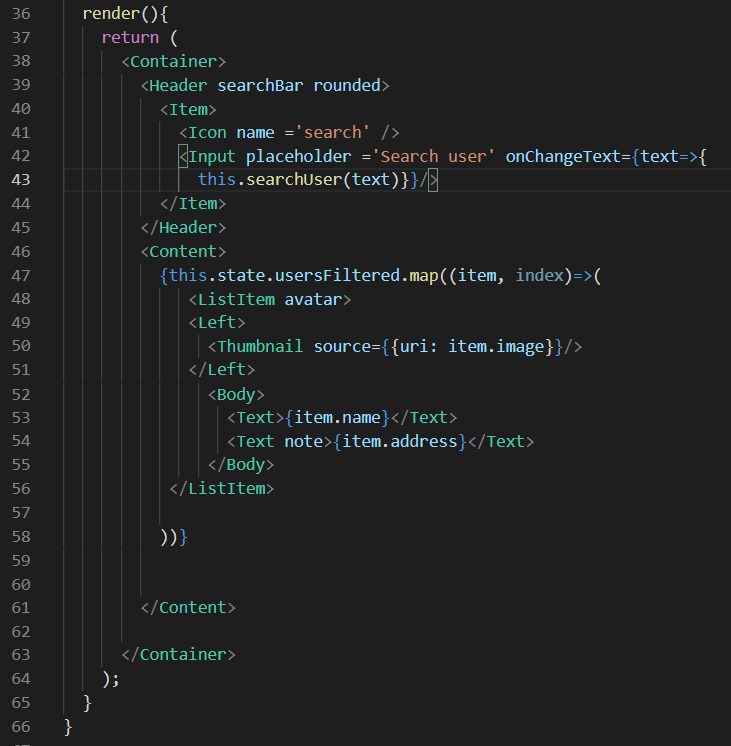 36 render(){
37 return (
38 <Container>
39 <Header searchBar rounded>
40 <Item>
41 <Icon name ='search' />
42 <Input placeholder ='Search user' onChangeText={text=>{
43 this.searchUser(text)}}/>
44 </Item>
45 </Header>
46 <Content>
47 {this.state.usersFiltered.map((item, index)=>(
48 <ListItem avatar>
49 <Left>
50 <Thumbnail source={{uri: item.image}}/>
51 </Left>
52 <Body>
53 <Text>{item.name}</Text>
54 <Text note>{item.address}</Text>
55 </Body>
56 </ListItem>
57
58 ))}
59
60
61 </Content>
62
63 </Container>
64 );
65 }
66 }